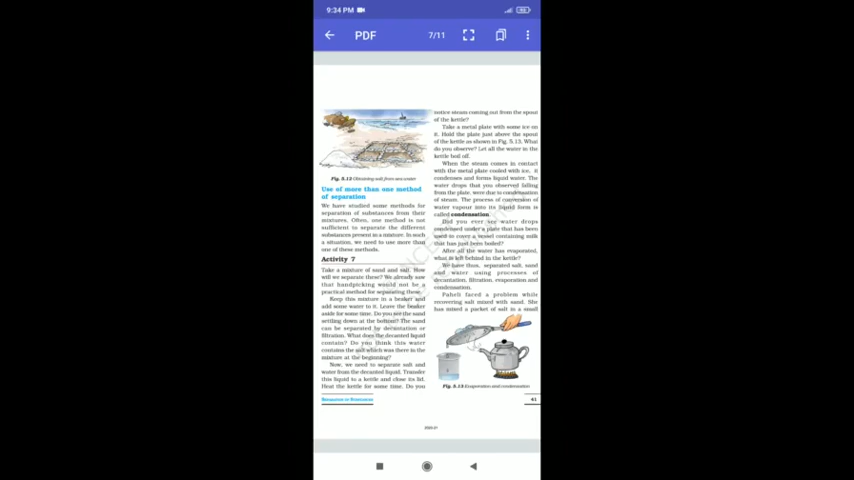 9:34 PM
PDF
7/11
Fig. 5.12 Obtaining salt from sea water
Use of more than one method
of separation
We have studied some methods for
separation of substances from their
mixtures. Often, one method is not
sufficient to separate the different
substances present in a mixture. In such
a situation, we need to use more than
one of these methods.
Activity 7
Take a mixture of sand and salt. How
will we separate these? We already saw
that handpicking would not be a
practical method for separating these.
Keep this mixture in a beaker and
add some water to it. Leave the beaker
aside for some time. Do you see the sand
settling down at the bottom? The sand
can be separated by decantation or
filtration. What does the decanted liquid
contain? Do you think this water
contains the salt which was there in the
mixture at the beginning?
Now, we need to separate salt and
water from the decanted liquid. Transfer
this liquid to a kettle and close its lid.
Heat the kettle for some time. Do you
notice steam coming out from the spout
of the kettle?
Take a metal plate with some ice on
it. Hold the plate just above the spout
of the kettle as shown in Fig. 5.13. What
do you observe? Let all the water in the
kettle boil off.
When the steam comes in contact
with the metal plate cooled with ice, it
condenses and forms liquid water. The
water drops that you observed falling
from the plate, were due to condensation
of steam. The process of conversion of
water vapour into its liquid form is
called condensation.
Did you ever see water drops
condensed under a plate that has been
used to cover a vessel containing milk
that has just been boiled?
After all the water has evaporated,
what is left behind in the kettle?
We have thus, separated salt, sand
and water using processes of
decantation, filtration, evaporation and
condensation.
Paheli faced a problem while
recovering salt mixed with sand. She
has mixed a packet of salt in a small
Fig. 5.13 Evaporation and condensation
Separation of Substances
41